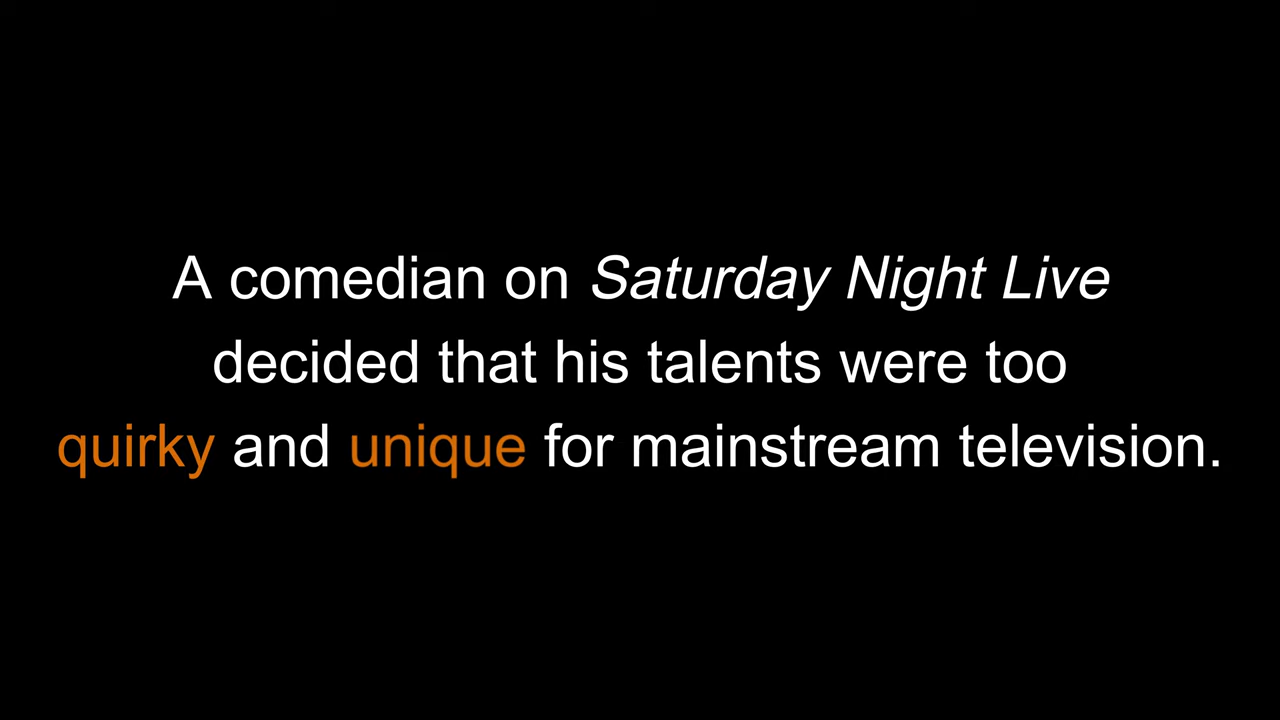 A comedian on Saturday Night Live
decided that his talents were too
quirky and unique for mainstream television.